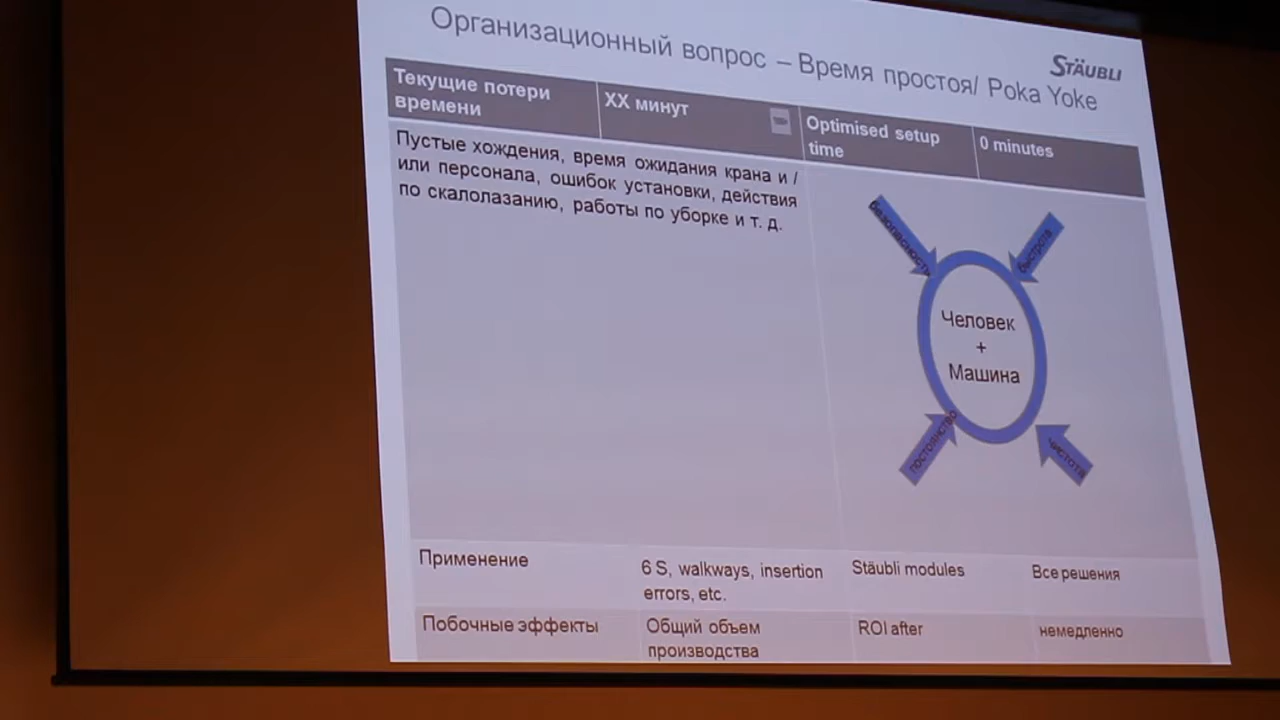 Организационный вопрос – Время простоя/ Poka Yoke
STÄUBLI
Текущие потери
времени
XX минут
Optimised setup
time
0 minutes
Пустые хождения, время ожидания крана и /
или персонала, ошибок установки, действия
по скалолазанию, работы по уборке и т. д.
безопасность
быстрота
Человек
+
Машина
постоянство
чистота
Применение
6 S, walkways, insertion
errors, etc.
Stäubli modules
Все решения
Побочные эффекты
Общий объем
производства
ROI after
немедленно